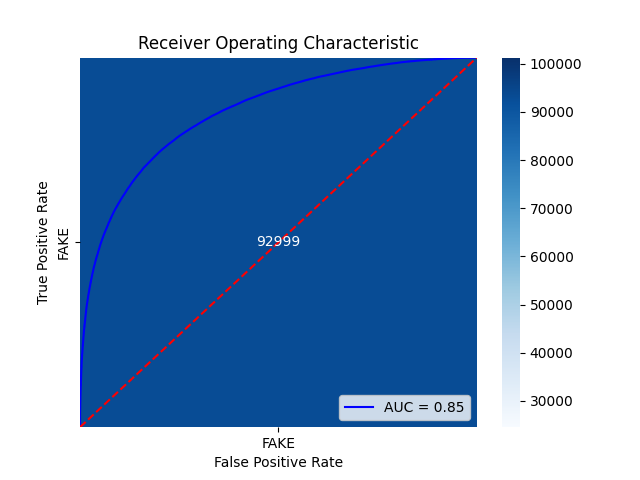 Receiver Operating Characteristic
True Positive Rate
FAKE
92999
AUC = 0.85
FAKE
False Positive Rate
100000
90000
80000
70000
60000
50000
40000
30000